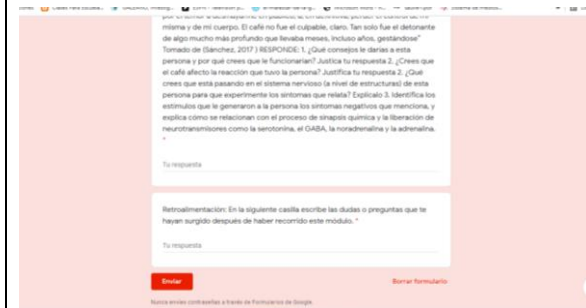 por el temor a desmayarme en público, a, en definitiva, perder el control de mí
misma y de mi cuerpo. El café no fue el culpable, claro. Tan solo fue el detonante
de algo mucho más profundo que llevaba meses, incluso años, gestándose"
Tomado de (Sánchez, 2017 ) RESPONDE: 1. ¿Qué consejos le darías a esta
persona y por qué crees que le funcionarían? Justica tu respuesta 2. ¿Crees que
el café afecto la reacción que tuvo la persona? Justifica tu respuesta 2. ¿Qué
crees que está pasando en el sistema nervioso (a nivel de estructuras) de esta
persona para que experimente los síntomas que relata? Explícalo 3. Identifica los
estímulos que le generaron a la persona los síntomas negativos que menciona, y
explica cómo se relacionan con el proceso de sinapsis química y la liberación de
neurotransmisores como la serotonina, el GABA, la noradrenalina y la adrenalina.
*
Tu respuesta
Retroalimentación: En la siguiente casilla escribe las dudas o preguntas que te
hayan surgido después de haber recorrido este módulo. *
Tu respuesta
Enviar
Borrar formulario
Nunca envíes contraseñas a través de Formularios de Google.